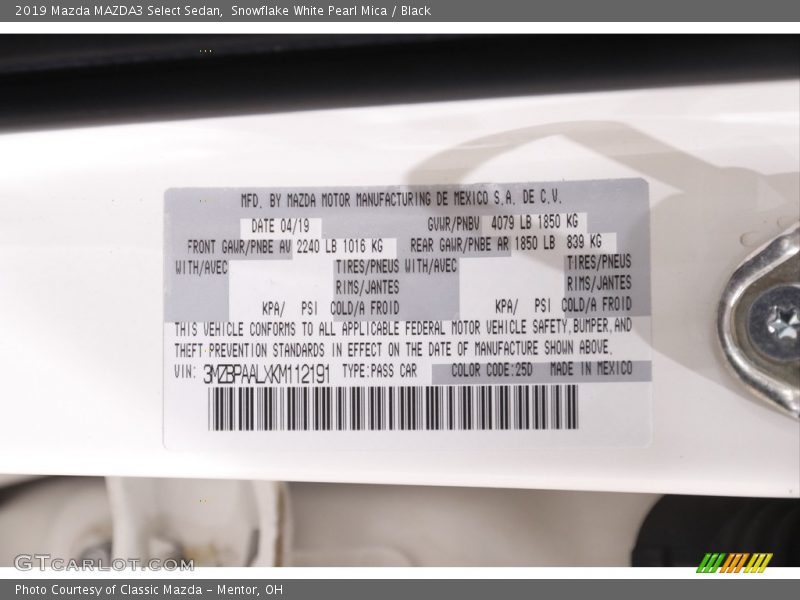 2019 Mazda MAZDA3 Select Sedan, Snowflake White Pearl Mica / Black
MFD. BY MAZDA MOTOR MANUFACTURING DE MEXICO S.A. DE C.V.
DATE 04/19 GVWR/PNBV 4079 LB 1850 KG
FRONT GAWR/PNBE AV 2240 LB 1016 KG REAR GAWR/PNBE AR 1850 LB 839 KG
WITH/AVEC TIRES/PNEUS WITH/AVEC TIRES/PNEUS
RIMS/JANTES RIMS/JANTES
KPA/ PSI COLD/A FROID KPA/ PSI COLD/A FROID
THIS VEHICLE CONFORMS TO ALL APPLICABLE FEDERAL MOTOR VEHICLE SAFETY, BUMPER, AND
THEFT PREVENTION STANDARDS IN EFFECT ON THE DATE OF MANUFACTURE SHOWN ABOVE.
VIN: 3MZBPAALXKM112191 TYPE:PASS CAR COLOR CODE:25D MADE IN MEXICO
GTCARLOT.COM
Photo Courtesy of Classic Mazda - Mentor, OH